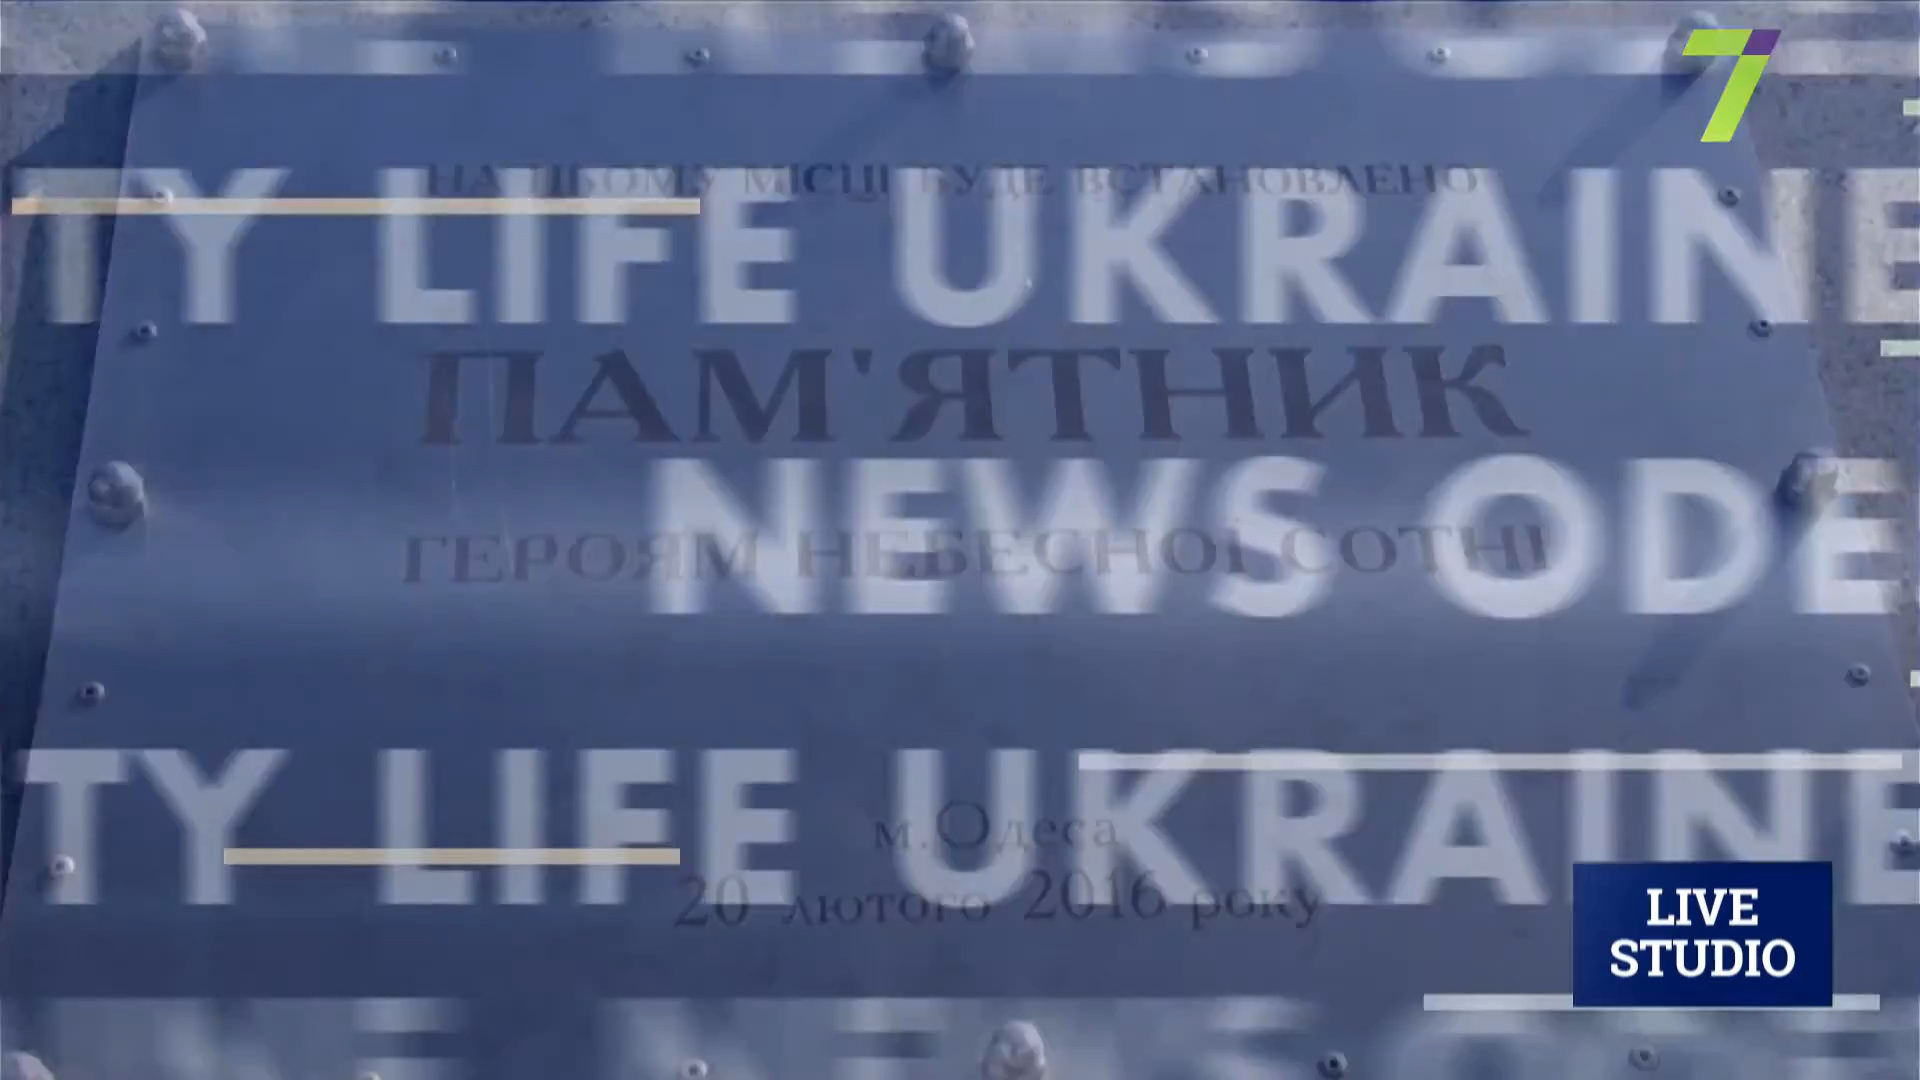 7
НА ЦЬОМУ МІСЦІ БУДЕ ВСТАНОВЛЕНО
TY LIFE UKRAINE
ПАМ'ЯТНИК
NEWS ODE
ГЕРОЯМ НЕБЕСНОЇ СОТНІ
TY LIFE UKRAINE
м.Одеса
20 лютого 2016 року
LIVE
STUDIO